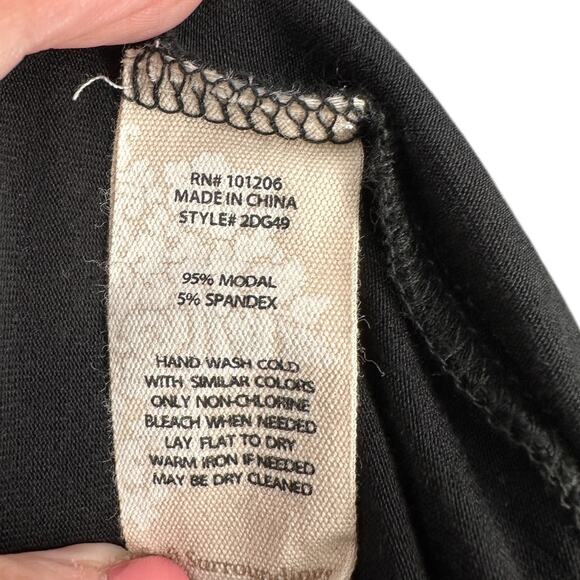 RN# 101206
MADE IN CHINA
STYLE# 2DG49
95% MODAL
5% SPANDEX
HAND WASH COLD
WITH SIMILAR COLORS
ONLY NON-CHLORINE
BLEACH WHEN NEEDED
LAY FLAT TO DRY
WARM IRON IF NEEDED
MAY BE DRY CLEANED
Surroundings